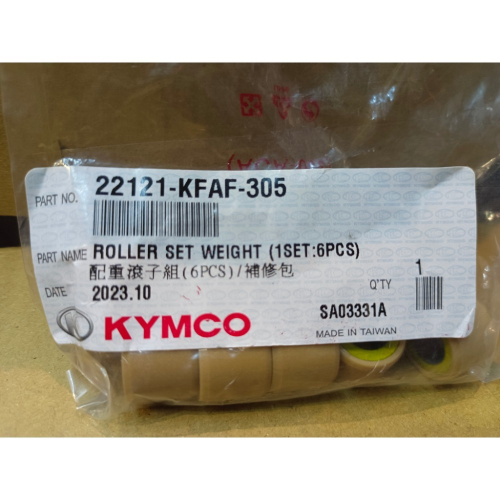 PART NO. 22121-KFAF-305
PART NAME ROLLER SET WEIGHT (1SET:6PCS)
配重滾子組(6PCS)/補修包
DATE 2023.10 Q'TY 1
KYMCO SA03331A
MADE IN TAIWAN